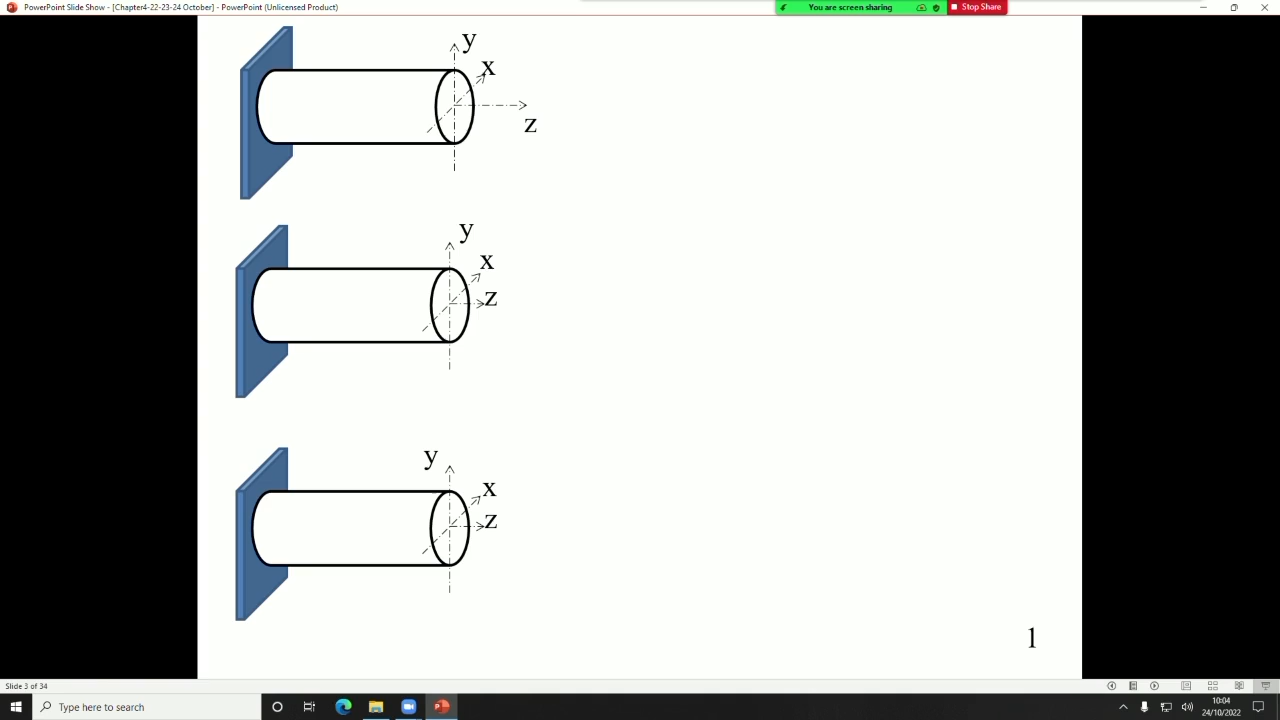 PowerPoint Slide Show - [Chapter4-22-23-24 October] - PowerPoint (Unlicensed Product)
You are screen sharing
Stop Share
y
x
z
y
x
z
y
x
z
1
Slide 3 of 34
Type here to search
10:04
24/10/2022